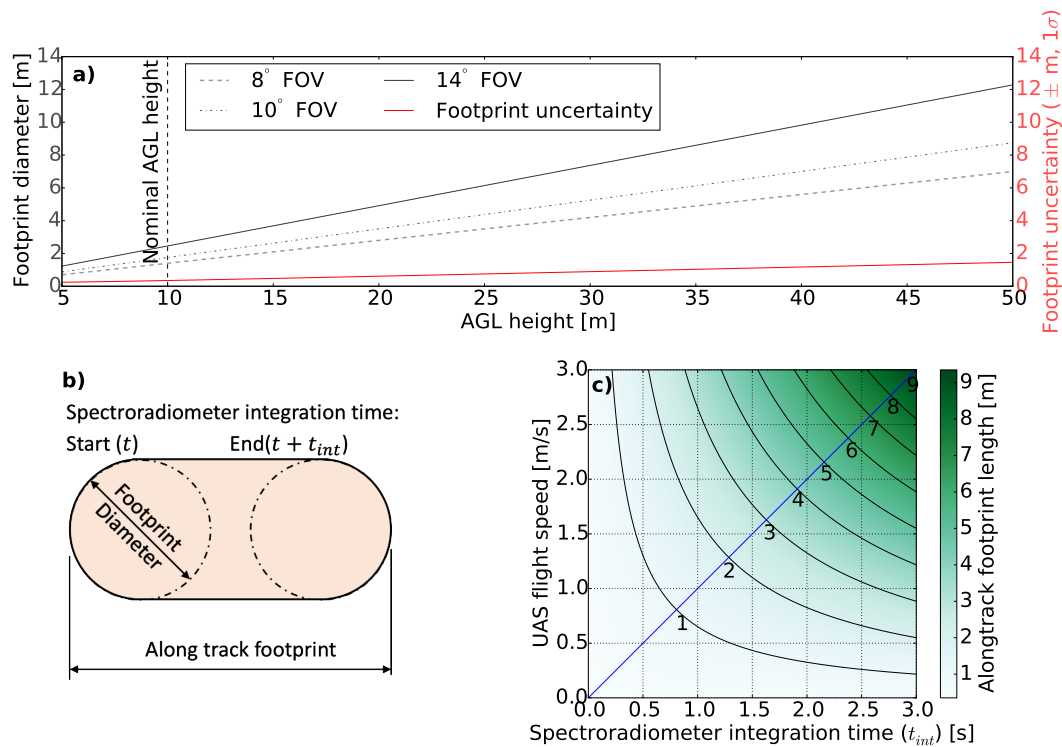 a)
Footprint diameter [m]
14
12
10
8
6
4
2
0
Nominal AGL height
8° FOV
10° FOV
14° FOV
Footprint uncertainty
14
12
10
8
6
4
2
0
Footprint uncertainty ( ± m, 1σ)
5 10 15 20 25 30 35 40 45 50
AGL height [m]
b)
Spectroradiometer integration time:
Start (t) End(t + t_int)
Footprint
Diameter
Along track footprint
c)
UAS flight speed [m/s]
3.0
2.5
2.0
1.5
1.0
0.5
0.0
9
8
7
6
5
4
3
2
1
0.0 0.5 1.0 1.5 2.0 2.5 3.0
Spectroradiometer integration time (t_int) [s]
9
8
7
6
5
4
3
2
1
Alongtrack footprint length [m]